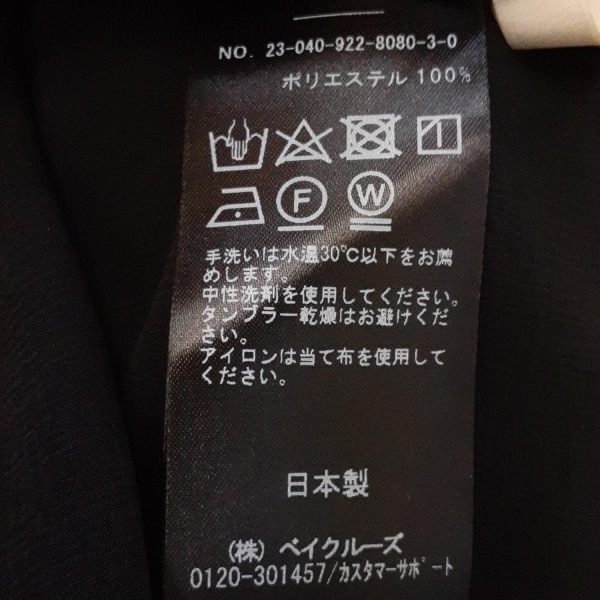 NO. 23-040-922-8080-3-0
ポリエステル 100%
F
W
手洗いは水温30℃以下をお薦
めします。
中性洗剤を使用してください。
タンブラー乾燥はお避けくだ
さい。
アイロンは当て布を使用して
ください。
日本製
(株) ベイクルーズ
0120-301457/カスタマーサポート